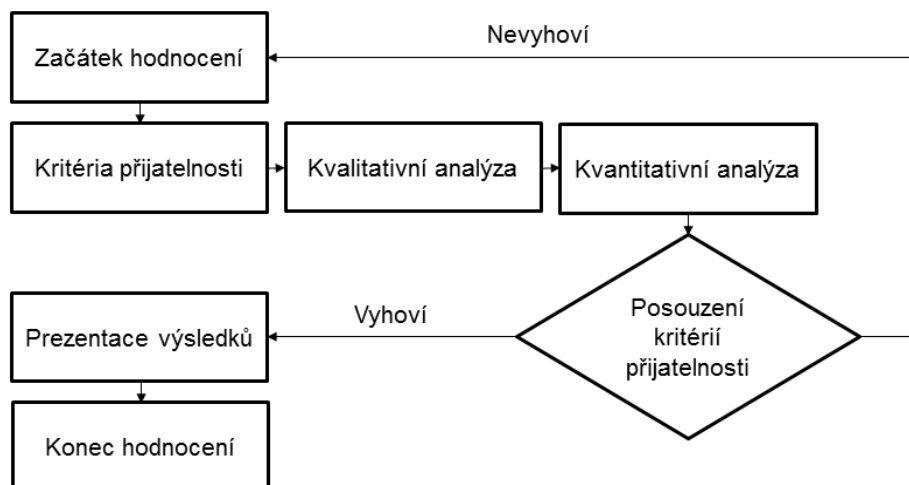 Nevyhoví
Začátek hodnocení
Kritéria přijatelnosti
Kvalitativní analýza
Kvantitativní analýza
Posouzení
kritérií
přijatelnosti
Vyhoví
Prezentace výsledků
Konec hodnocení